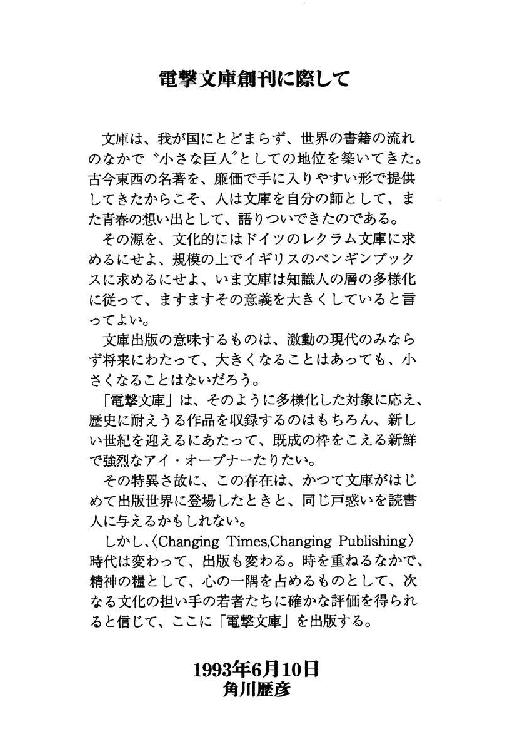 電撃文庫創刊に際して
文庫は、我が国にとどまらず、世界の書籍の流れ
のなかで〝小さな巨人〟としての地位を築いてきた。
古今東西の名著を、廉価で手に入りやすい形で提供
してきたからこそ、人は文庫を自分の師として、ま
た青春の想い出として、語りついできたのである。
その源を、文化的にはドイツのレクラム文庫に求
めるにせよ、規模の上でイギリスのペンギンブック
スに求めるにせよ、いま文庫は知識人の層の多様化
に従って、ますますその意義を大きくしていると言
ってよい。
文庫出版の意味するものは、激動の現代のみなら
ず将来にわたって、大きくなることはあっても、小
さくなることはないだろう。
「電撃文庫」は、そのように多様化した対象に応え、
歴史に耐えうる作品を収録するのはもちろん、新し
い世紀を迎えるにあたって、既成の枠をこえる新鮮
で強烈なアイ・オープナーたりたい。
その特異さ故に、この存在は、かつて文庫がはじ
めて出版世界に登場したときと、同じ戸惑いを読書
人に与えるかもしれない。
しかし、〈Changing Times,Changing Publishing〉
時代は変わって、出版も変わる。時を重ねるなかで、
精神の糧として、心の一隅を占めるものとして、次
なる文化の担い手の若者たちに確かな評価を得られ
ると信じて、ここに「電撃文庫」を出版する。
1993年6月10日
角川歴彦